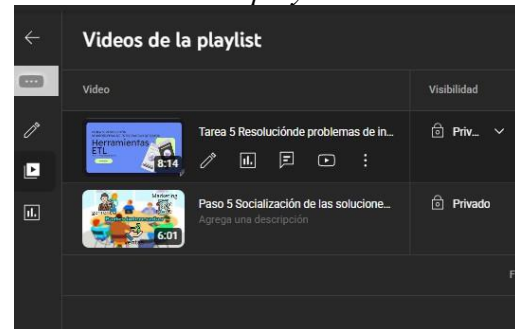 Videos de la playlist
Video
Visibilidad
Herramientas
ETL
8:14
Tarea 5 Resoluciónde problemas de in...
Priv...
Marketing
6:01
Paso 5 Socialización de las solucione...
Agrega una descripción
Privado
F